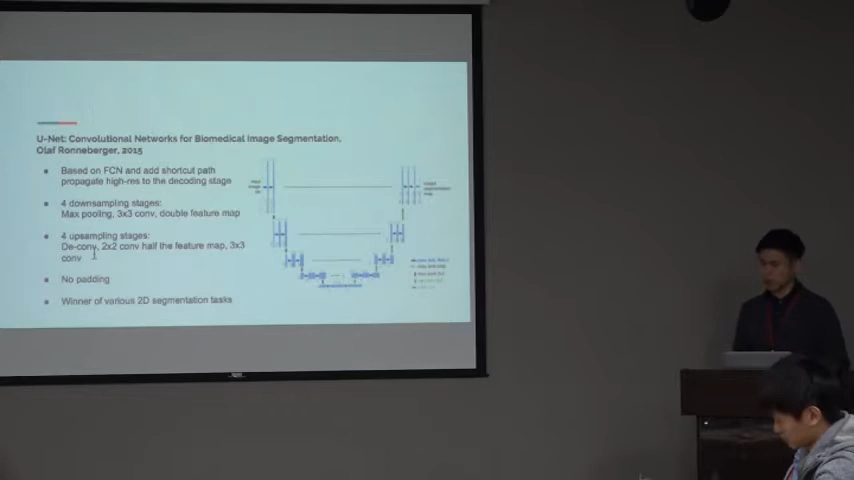 U-Net: Convolutional Networks for Biomedical Image Segmentation,
Olaf Ronneberger, 2015
Based on FCN and add shortcut path
propagate high-res to the decoding stage
4 downsampling stages:
Max pooling, 3x3 conv, double feature map
4 upsampling stages:
De-conv, 2x2 conv half the feature map, 3x3
conv
No padding
Winner of various 2D segmentation tasks